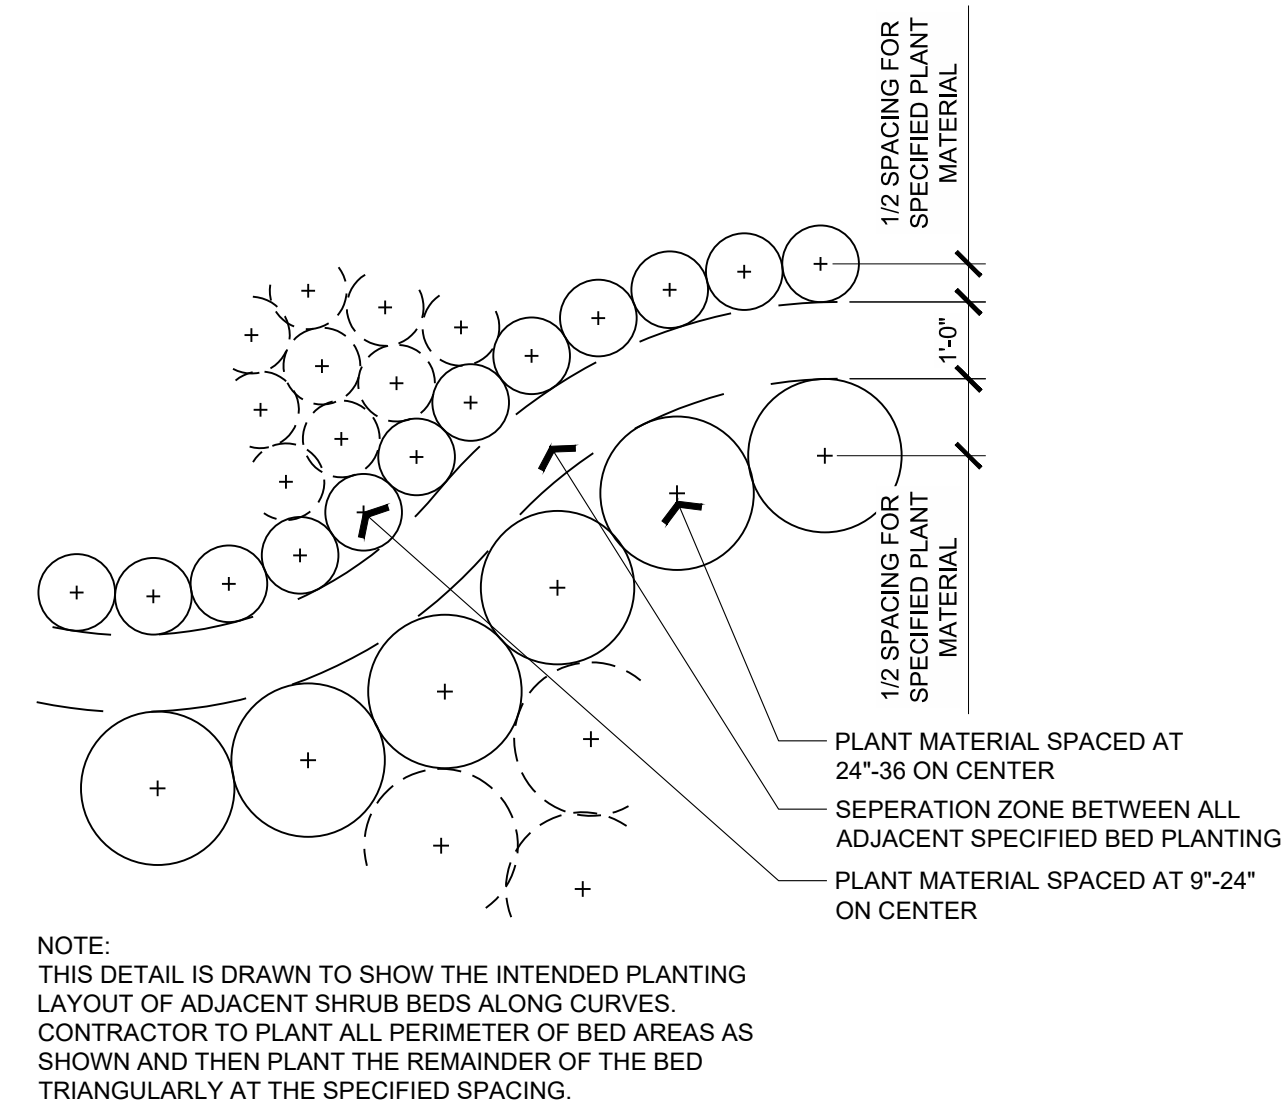 1/2 SPACING FOR
SPECIFIED PLANT
MATERIAL
1'-0"
1/2 SPACING FOR
SPECIFIED PLANT
MATERIAL
PLANT MATERIAL SPACED AT
24"-36 ON CENTER
SEPERATION ZONE BETWEEN ALL
ADJACENT SPECIFIED BED PLANTING
PLANT MATERIAL SPACED AT 9"-24"
ON CENTER
NOTE:
THIS DETAIL IS DRAWN TO SHOW THE INTENDED PLANTING
LAYOUT OF ADJACENT SHRUB BEDS ALONG CURVES.
CONTRACTOR TO PLANT ALL PERIMETER OF BED AREAS AS
SHOWN AND THEN PLANT THE REMAINDER OF THE BED
TRIANGULARLY AT THE SPECIFIED SPACING.